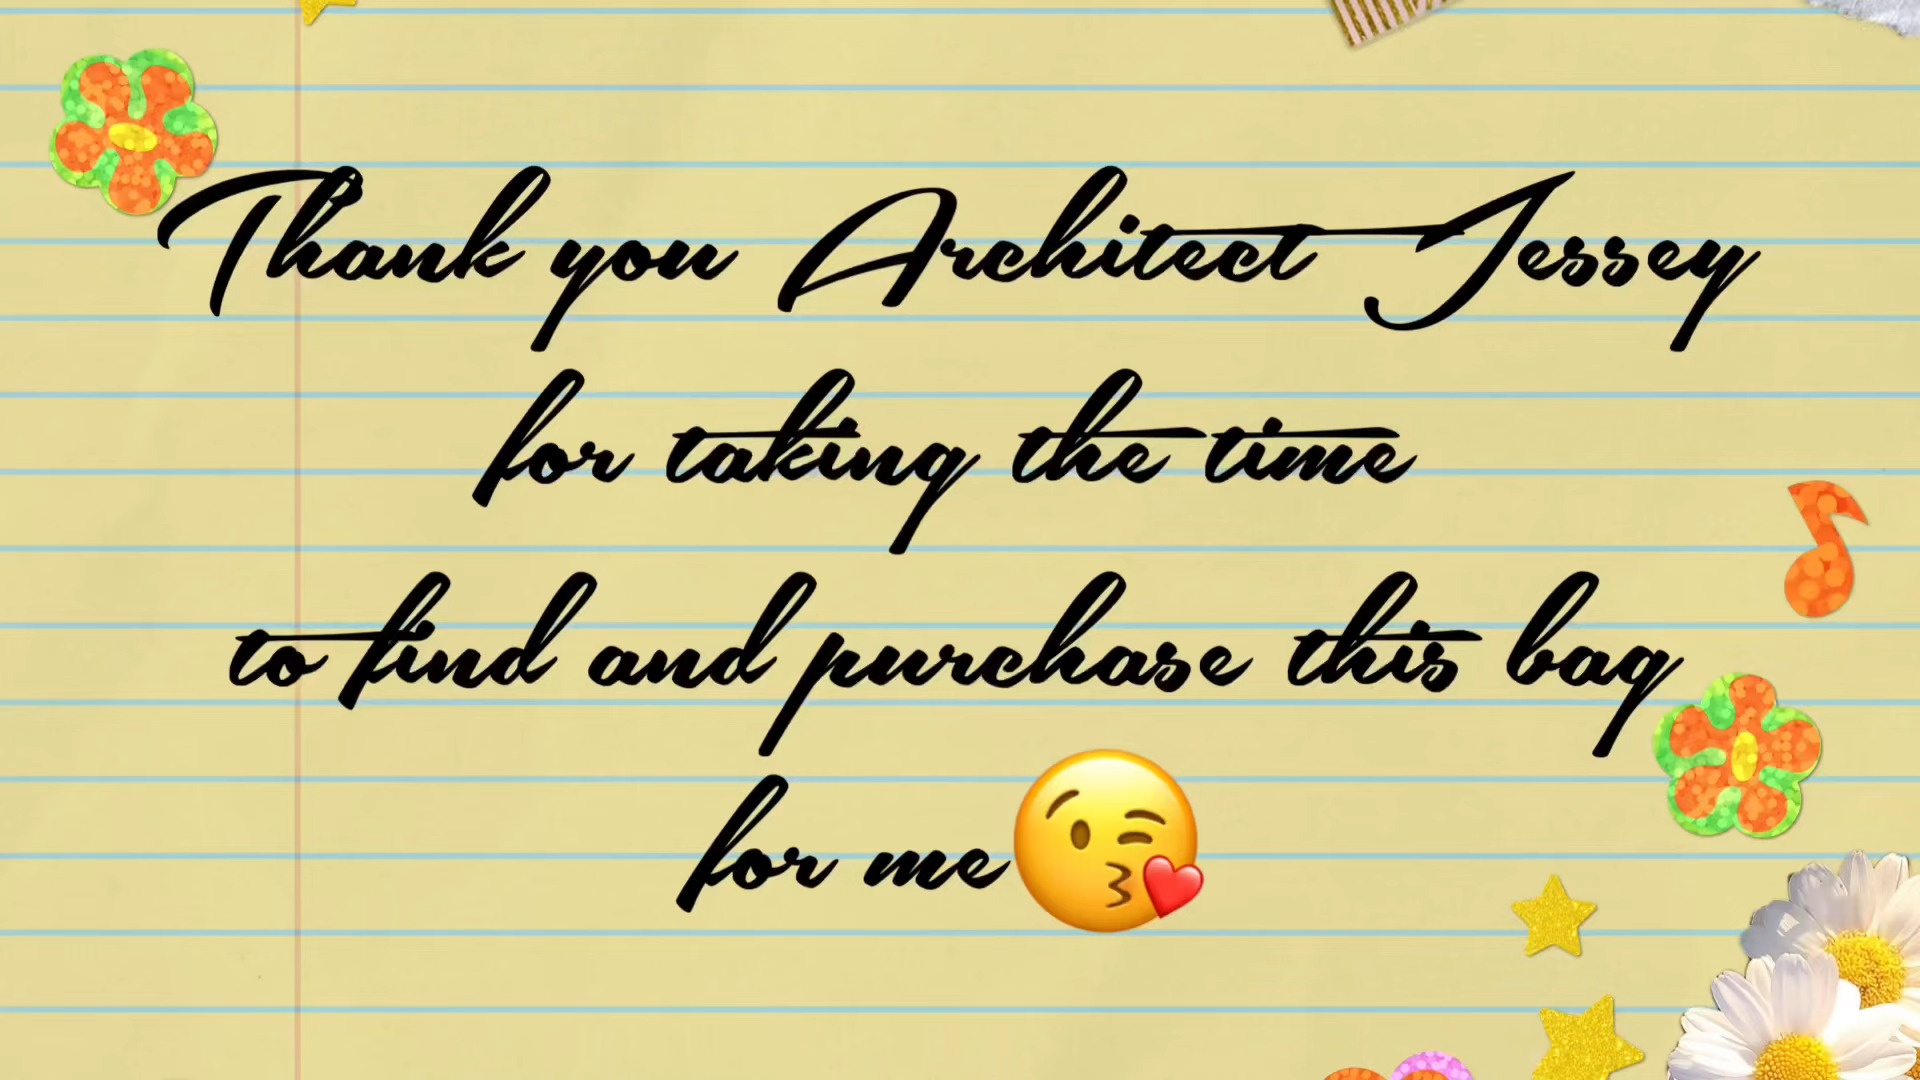 Thank you Architect Jessey
for taking the time
to find and purchase this bag
for me😘